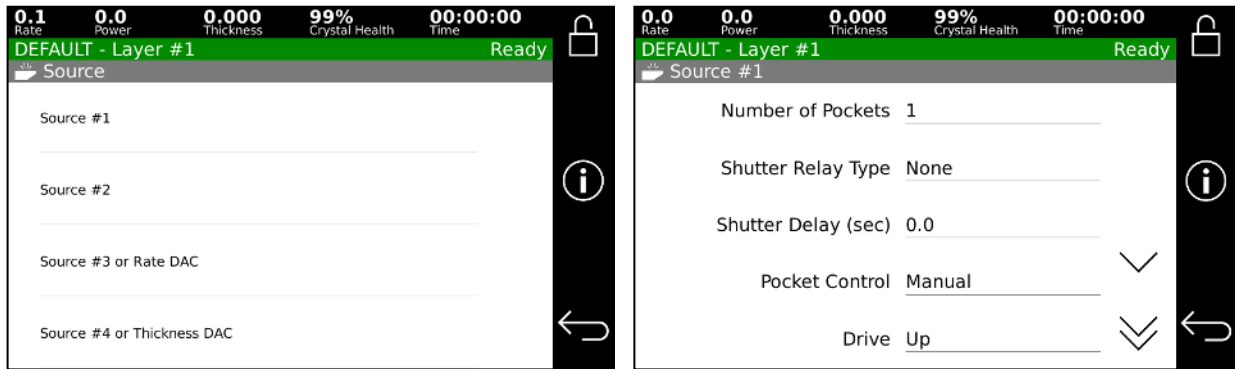 0.1 0.0 0.000 99% 00:00:00
Rate Power Thickness Crystal Health Time
DEFAULT - Layer #1 Ready
Source
Source #1
Source #2
Source #3 or Rate DAC
Source #4 or Thickness DAC
0.0 0.0 0.000 99% 00:00:00
Rate Power Thickness Crystal Health Time
DEFAULT - Layer #1 Ready
Source #1
Number of Pockets 1
Shutter Relay Type None
Shutter Delay (sec) 0.0
Pocket Control Manual
Drive Up